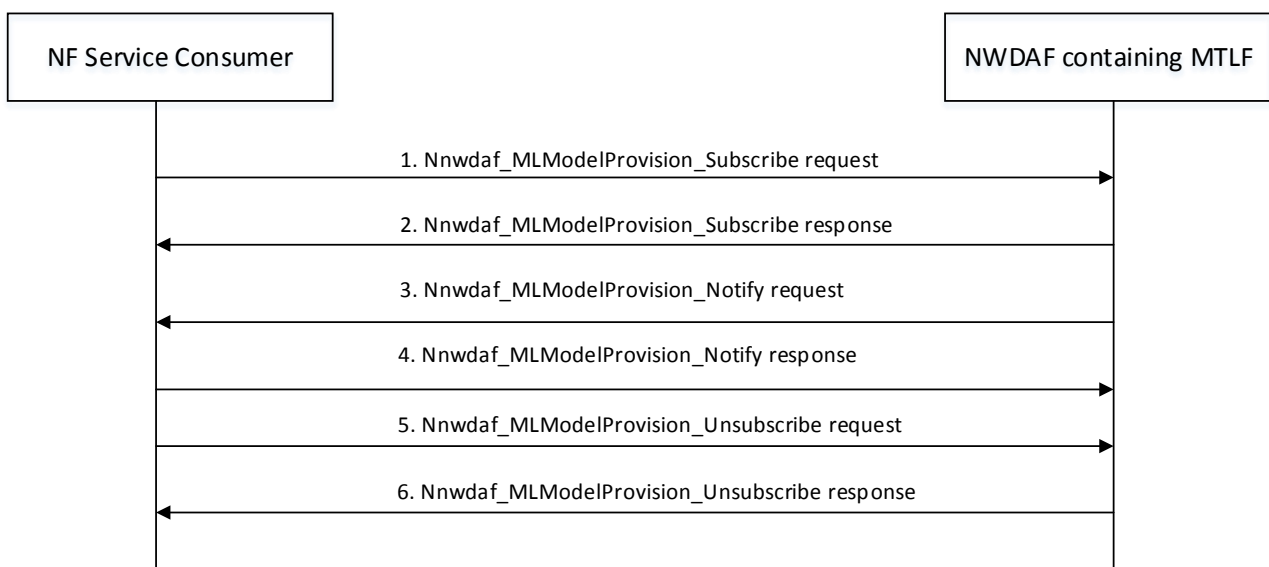 NF Service Consumer
NWDAF containing MTLF
1. Nnwdaf_MLModelProvision_Subscribe request
2. Nnwdaf_MLModelProvision_Subscribe response
3. Nnwdaf_MLModelProvision_Notify request
4. Nnwdaf_MLModelProvision_Notify response
5. Nnwdaf_MLModelProvision_Unsubscribe request
6. Nnwdaf_MLModelProvision_Unsubscribe response